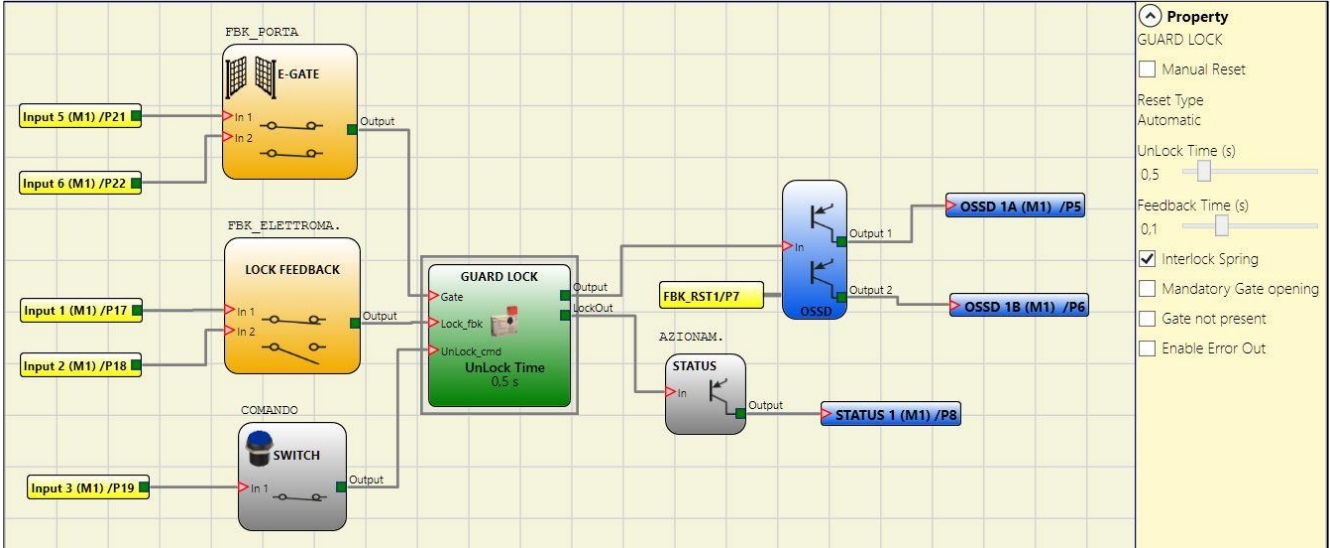 FBK_PORTA
E-GATE
Input 5 (M1) /P21
In 1
Output
In 2
Input 6 (M1) /P22
FBK_ELETTROMA.
LOCK FEEDBACK
Input 1 (M1) /P17
In 1
Output
In 2
Input 2 (M1) /P18
COMANDO
SWITCH
Input 3 (M1) /P19
In 1
Output
GUARD LOCK
Gate
Output
Lock_fbk
LockOut
UnLock_cmd
UnLock Time
0,5 s
In
Output 1
Output 2
OSSD
FBK_RST1/P7
OSSD 1A (M1) /P5
OSSD 1B (M1) /P6
AZIONAM.
STATUS
In
Output
STATUS 1 (M1) /P8
Property
GUARD LOCK
Manual Reset
Reset Type
Automatic
UnLock Time (s)
0,5
Feedback Time (s)
0,1
Interlock Spring
Mandatory Gate opening
Gate not present
Enable Error Out